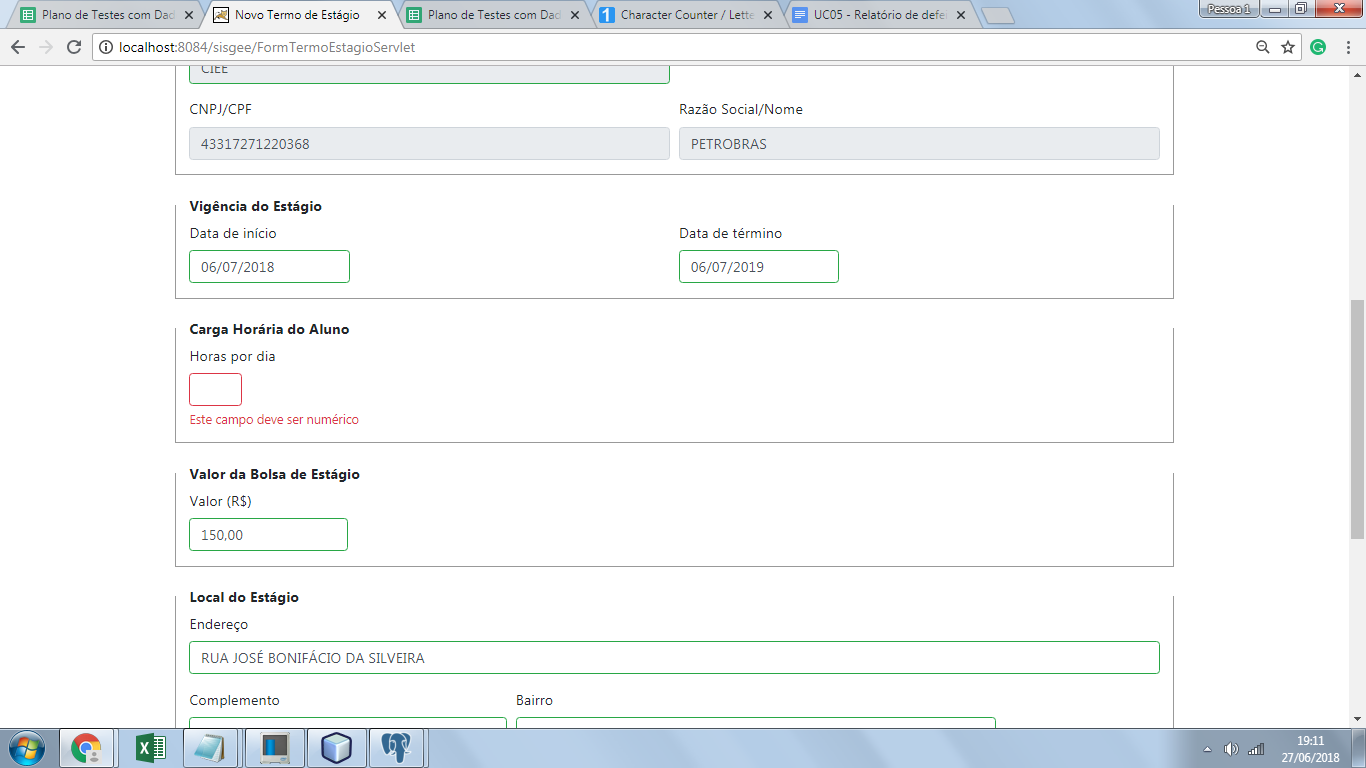 Plano de Testes com Dad
Novo Termo de Estágio
Plano de Testes com Dad
1 Character Counter / Lette
UC05 - Relatório de defei
Pessoa 1
localhost:8084/sisgee/FormTermoEstagioServlet
CIEE
CNPJ/CPF Razão Social/Nome
43317271220368 PETROBRAS
Vigência do Estágio
Data de início Data de término
06/07/2018 06/07/2019
Carga Horária do Aluno
Horas por dia
Este campo deve ser numérico
Valor da Bolsa de Estágio
Valor (R$)
150,00
Local do Estágio
Endereço
RUA JOSÉ BONIFÁCIO DA SILVEIRA
Complemento Bairro
19:11
27/06/2018